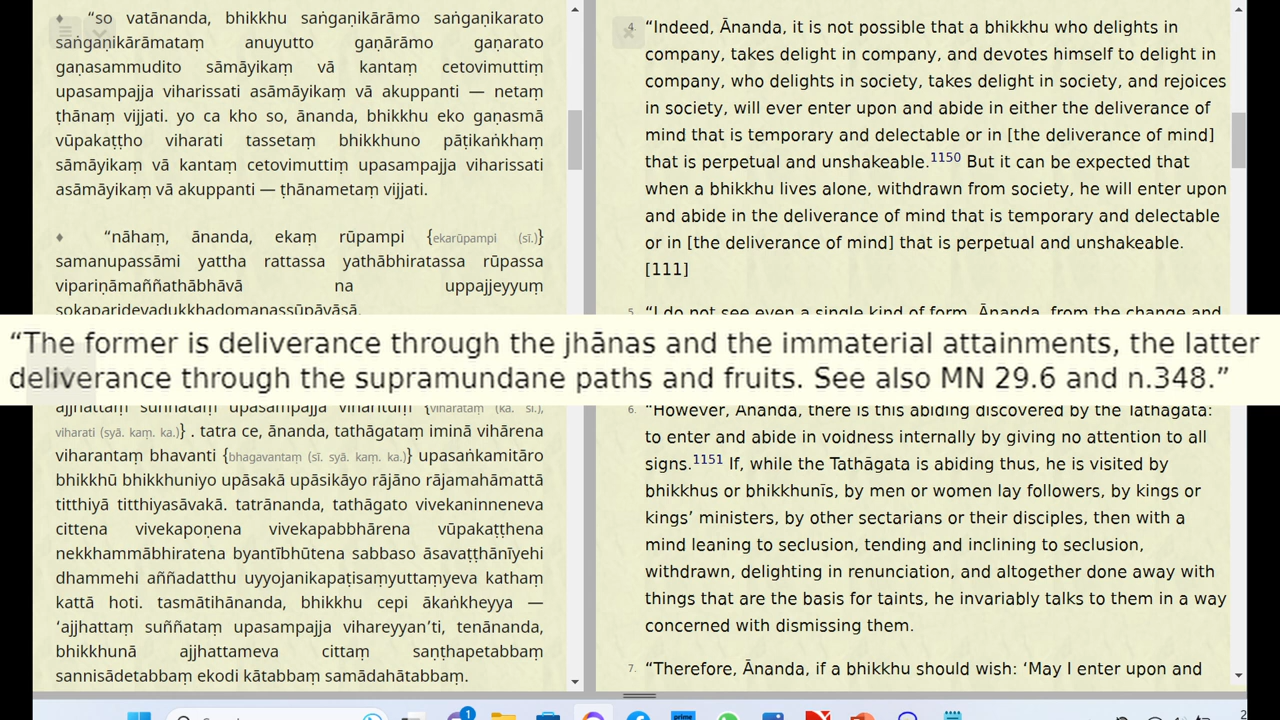 ♦ “so vatānanda, bhikkhu saṅgaṇikārāmo saṅgaṇikarato
saṅgaṇikārāmataṃ anuyutto gaṇārāmo gaṇarato
gaṇasammudito sāmāyikaṃ vā kantaṃ cetovimuttiṃ
upasampajja viharissati asāmāyikaṃ vā akuppanti — netaṃ
ṭhānaṃ vijjati. yo ca kho so, ānanda, bhikkhu eko gaṇasmā
vūpakaṭṭho viharati tassetaṃ bhikkhuno pāṭikaṅkhaṃ
sāmāyikaṃ vā kantaṃ cetovimuttiṃ upasampajja viharissati
asāmāyikaṃ vā akuppanti — ṭhānametaṃ vijjati.
♦ “nāhaṃ, ānanda, ekaṃ rūpampi {ekarūpampi (sī.)}
samanupassāmi yattha rattassa yathābhiratassa rūpassa
vipariṇāmaññathābhāvā na uppajjeyyuṃ
sokaparidevadukkhadomanassūpāyāsā.
4. “Indeed, Ānanda, it is not possible that a bhikkhu who delights in
company, takes delight in company, and devotes himself to delight in
company, who delights in society, takes delight in society, and rejoices
in society, will ever enter upon and abide in either the deliverance of
mind that is temporary and delectable or in [the deliverance of mind]
that is perpetual and unshakeable.1150 But it can be expected that
when a bhikkhu lives alone, withdrawn from society, he will enter upon
and abide in the deliverance of mind that is temporary and delectable
or in [the deliverance of mind] that is perpetual and unshakeable.
[111]
5. “I do not see even a single kind of form, Ānanda, from the change and
“The former is deliverance through the jhānas and the immaterial attainments, the latter
deliverance through the supramundane paths and fruits. See also MN 29.6 and n.348.”
ajjhattaṃ suññataṃ upasampajja viharituṃ {viharataṃ (ka. sī.),
viharati (syā. kaṃ. ka.)} . tatra ce, ānanda, tathāgataṃ iminā vihārena
viharantaṃ bhavanti {bhagavantaṃ (sī. syā. kaṃ. ka.)} upasaṅkamitāro
bhikkhū bhikkhuniyo upāsakā upāsikāyo rājāno rājamahāmattā
titthiyā titthiyasāvakā. tatrānanda, tathāgato vivekaninneneva
cittena vivekapoṇena vivekapabbhārena vūpakaṭṭhena
nekkhammābhiratena byantībhūtena sabbaso āsavaṭṭhānīyehi
dhammehi aññadatthu uyyojanikapaṭisaṃyuttaṃyeva kathaṃ
kattā hoti. tasmātihānanda, bhikkhu cepi ākaṅkheyya —
‘ajjhattaṃ suññataṃ upasampajja vihareyyan’ti, tenānanda,
bhikkhunā ajjhattameva cittaṃ saṇṭhapetabbaṃ
sannisādetabbaṃ ekodi kātabbaṃ samādahātabbaṃ.
6. “However, Ānanda, there is this abiding discovered by the Tathāgata:
to enter and abide in voidness internally by giving no attention to all
signs.1151 If, while the Tathāgata is abiding thus, he is visited by
bhikkhus or bhikkhunīs, by men or women lay followers, by kings or
kings’ ministers, by other sectarians or their disciples, then with a
mind leaning to seclusion, tending and inclining to seclusion,
withdrawn, delighting in renunciation, and altogether done away with
things that are the basis for taints, he invariably talks to them in a way
concerned with dismissing them.
7. “Therefore, Ānanda, if a bhikkhu should wish: ‘May I enter upon and
1
prime
2